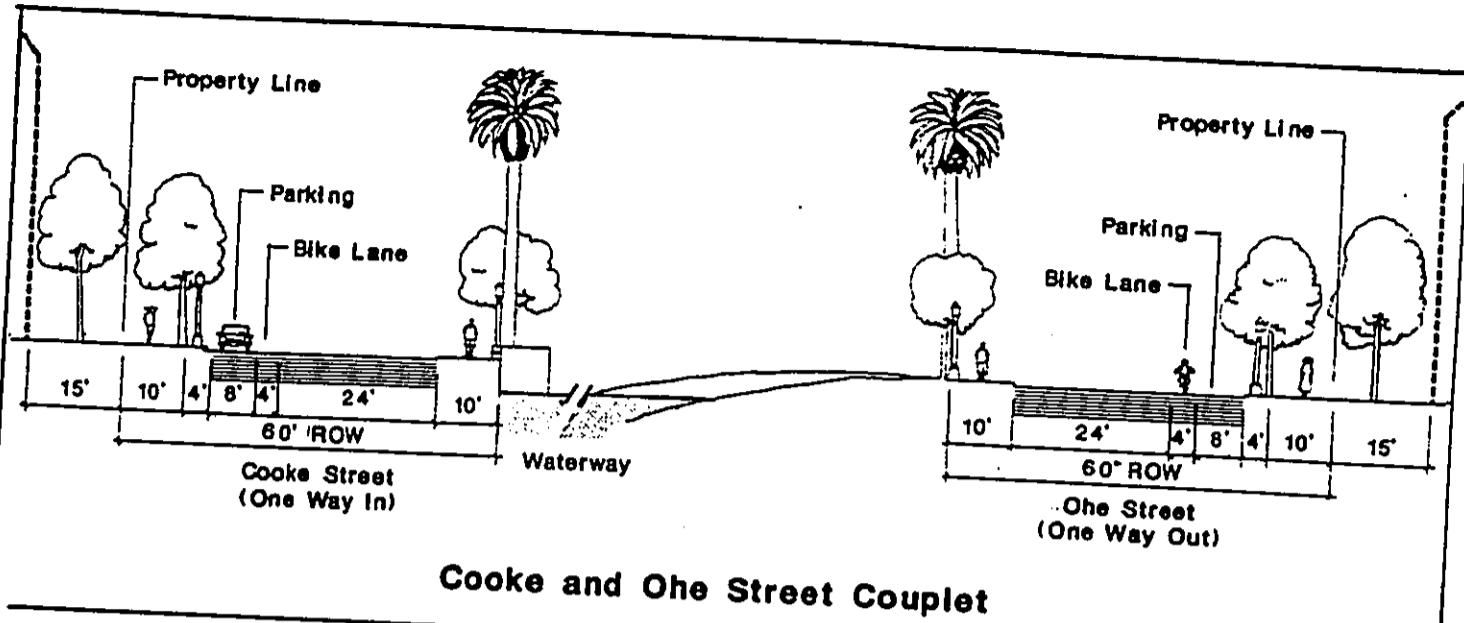 Property Line
Parking
Bike Lane
15'
10'
4'
8'
4'
24'
10'
60' ROW
Cooke Street
(One Way In)
Waterway
Property Line
Parking
Bike Lane
10'
24'
4'
8'
4'
10'
15'
60' ROW
Ohe Street
(One Way Out)
Cooke and Ohe Street Couplet